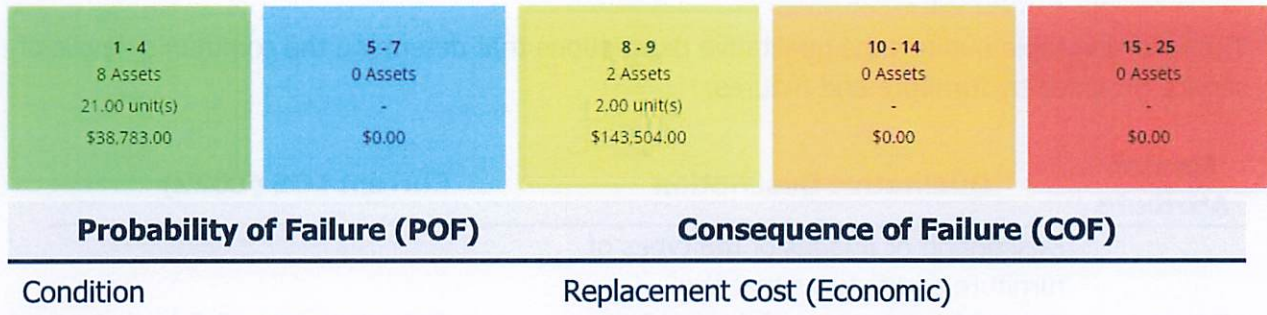 1 - 4
8 Assets
21.00 unit(s)
$38,783.00
5 - 7
0 Assets
-
$0.00
8 - 9
2 Assets
2.00 unit(s)
$143,504.00
10 - 14
0 Assets
-
$0.00
15 - 25
0 Assets
-
$0.00
Probability of Failure (POF)
Consequence of Failure (COF)
Condition
Replacement Cost (Economic)